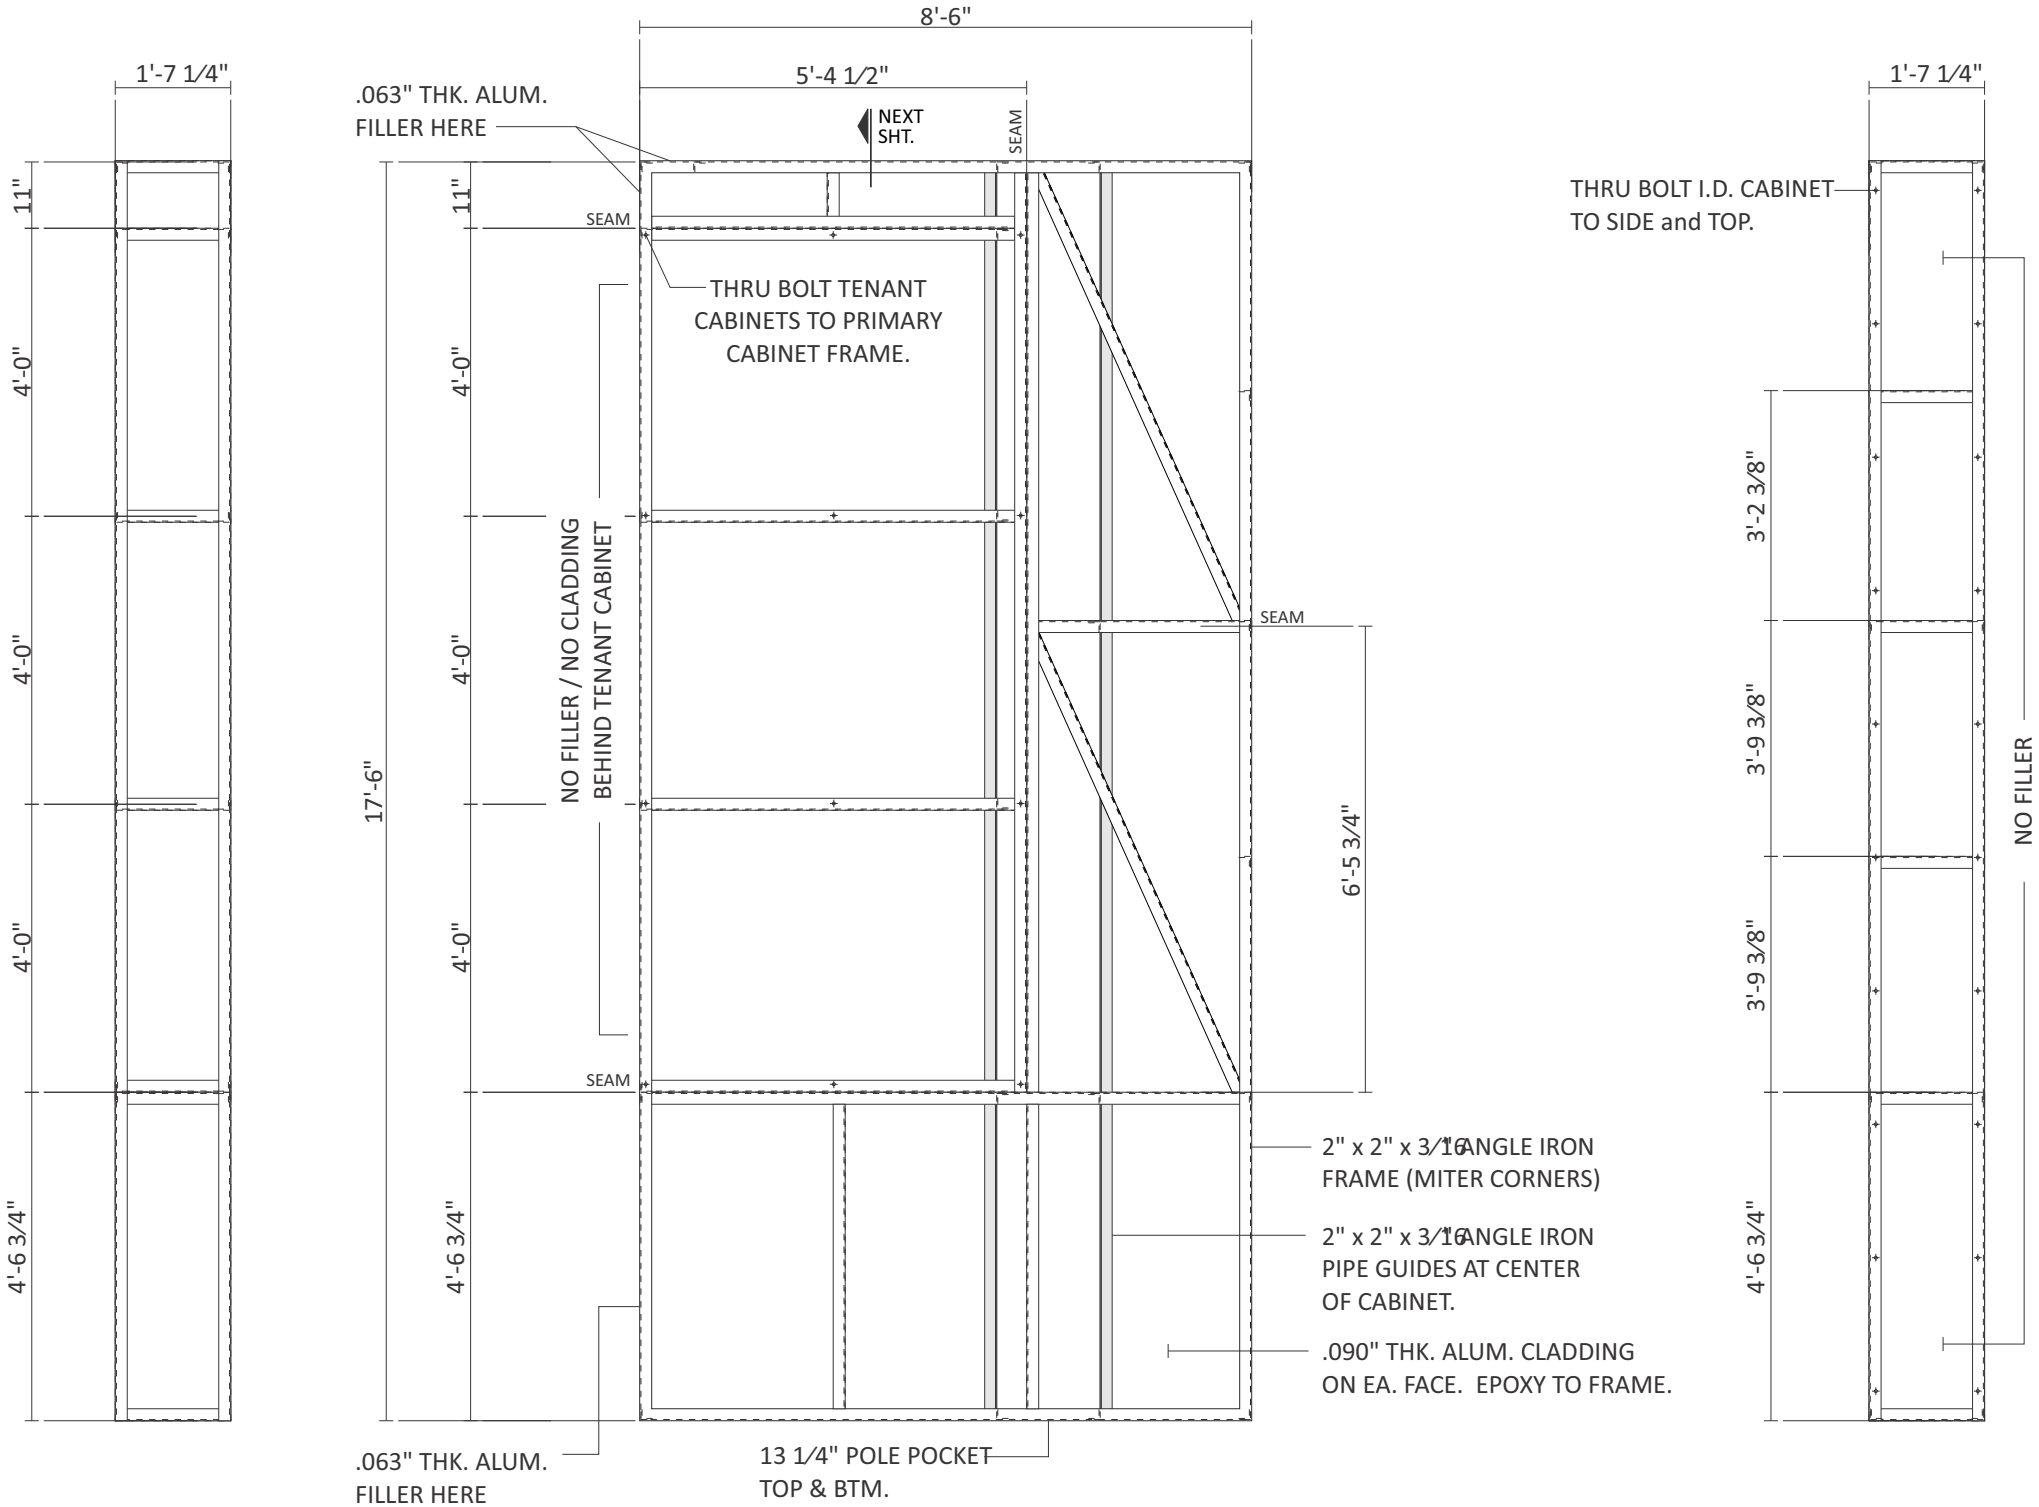 8'-6"
1'-7 1/4"
5'-4 1/2"
1'-7 1/4"
.063" THK. ALUM.
FILLER HERE
NEXT
SHT.
SEAM
THRU BOLT I.D. CABINET
TO SIDE and TOP.
11"
11"
SEAM
THRU BOLT TENANT
CABINETS TO PRIMARY
CABINET FRAME.
4'-0"
4'-0"
3'-2 3/8"
NO FILLER / NO CLADDING
BEHIND TENANT CABINET
SEAM
4'-0"
4'-0"
3'-9 3/8"
17'-6"
NO FILLER
6'-5 3/4"
4'-0"
4'-0"
3'-9 3/8"
SEAM
2" x 2" x 3/16 ANGLE IRON
FRAME (MITER CORNERS)
4'-6 3/4"
4'-6 3/4"
4'-6 3/4"
2" x 2" x 3/16 ANGLE IRON
PIPE GUIDES AT CENTER
OF CABINET.
.090" THK. ALUM. CLADDING
ON EA. FACE. EPOXY TO FRAME.
.063" THK. ALUM.
FILLER HERE
13 1/4" POLE POCKET
TOP & BTM.